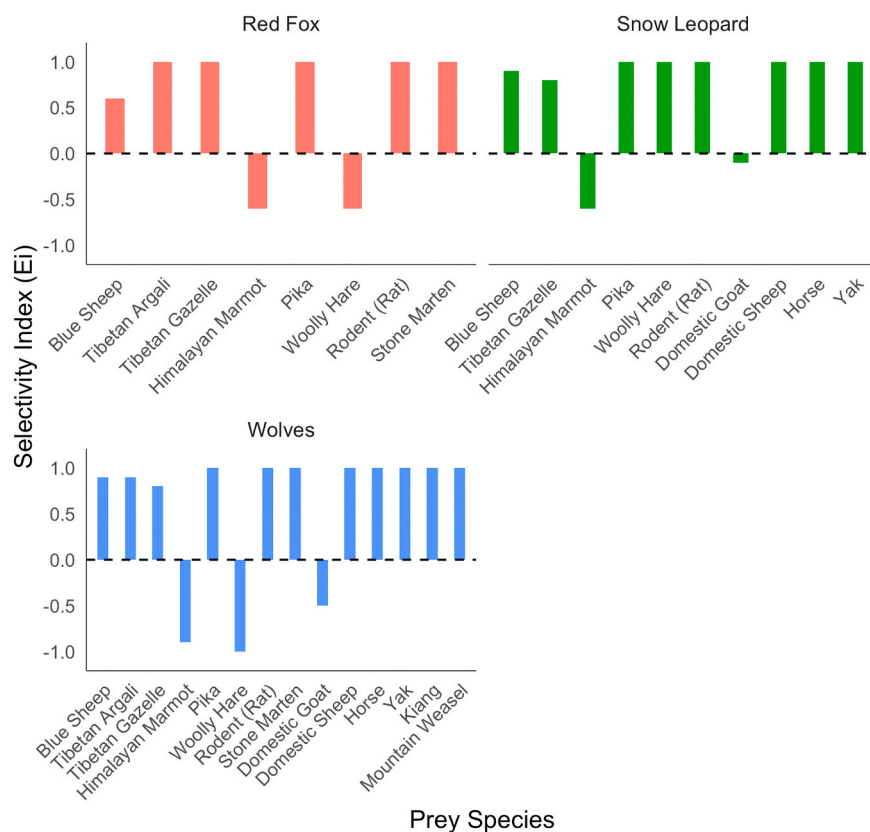 Red Fox
Snow Leopard
1.0
0.5
0.0
-0.5
-1.0
Blue Sheep
Tibetan Argali
Tibetan Gazelle
Himalayan Marmot
Pika
Woolly Hare
Rodent (Rat)
Stone Marten
Blue Sheep
Tibetan Gazelle
Himalayan Marmot
Pika
Woolly Hare
Rodent (Rat)
Domestic Goat
Domestic Sheep
Horse
Yak
Selectivity Index (Ei)
Wolves
1.0
0.5
0.0
-0.5
-1.0
Blue Sheep
Tibetan Argali
Tibetan Gazelle
Himalayan Marmot
Pika
Woolly Hare
Rodent (Rat)
Stone Marten
Domestic Goat
Domestic Sheep
Horse
Yak
Kiang
Mountain Weasel
Prey Species